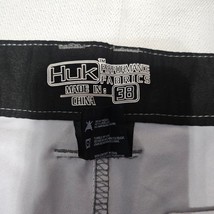 Huk PERFORMANCE
FABRICS
MADE IN:
CHINA 38